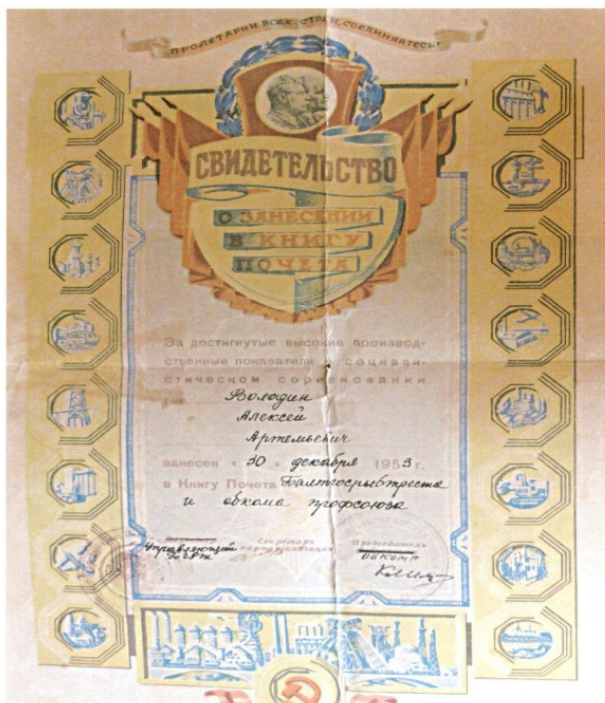 ПРОЛЕТАРИИ ВСЕХ СТРАН, СОЕДИНЯЙТЕСЬ!
СВИДЕТЕЛЬСТВО
О ЗАНЕСЕНИИ
В КНИГУ
ПОЧЕТА
За достигнутые высокие производ-
ственные показатели в социали-
стическом соревновании
тов. Володин
Алексей
Артемьевич
занесен « 30 » декабря 1953 г.
в Книгу Почета Балтгосрыбтреста
и обкома профсоюза
Секретарь Председатель
Управляющий парторганизации обкома